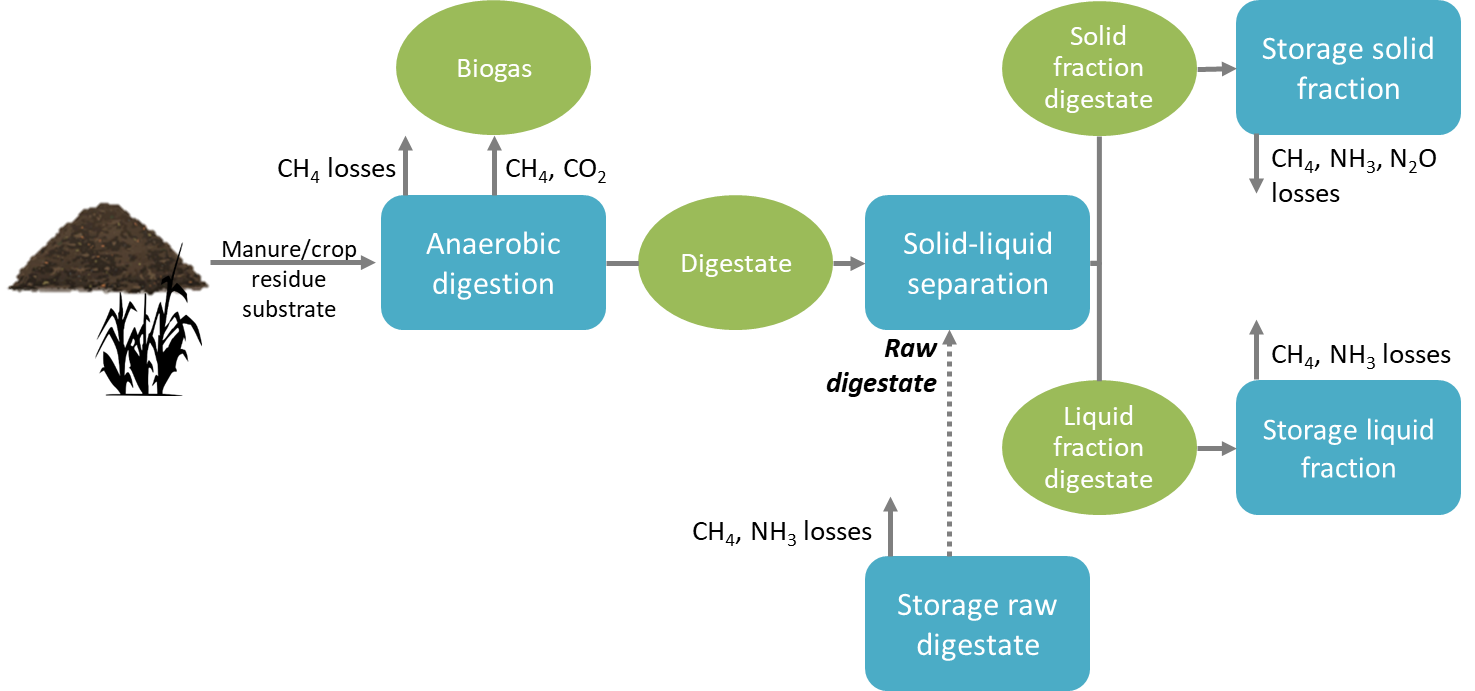 Biogas
CH₄ losses
CH₄, CO₂
Manure/crop
residue
substrate
Anaerobic
digestion
Digestate
Solid-liquid
separation
Raw
digestate
CH₄, NH₃ losses
Storage raw
digestate
Solid
fraction
digestate
Storage solid
fraction
CH₄, NH₃, N₂O
losses
Liquid
fraction
digestate
CH₄, NH₃ losses
Storage liquid
fraction